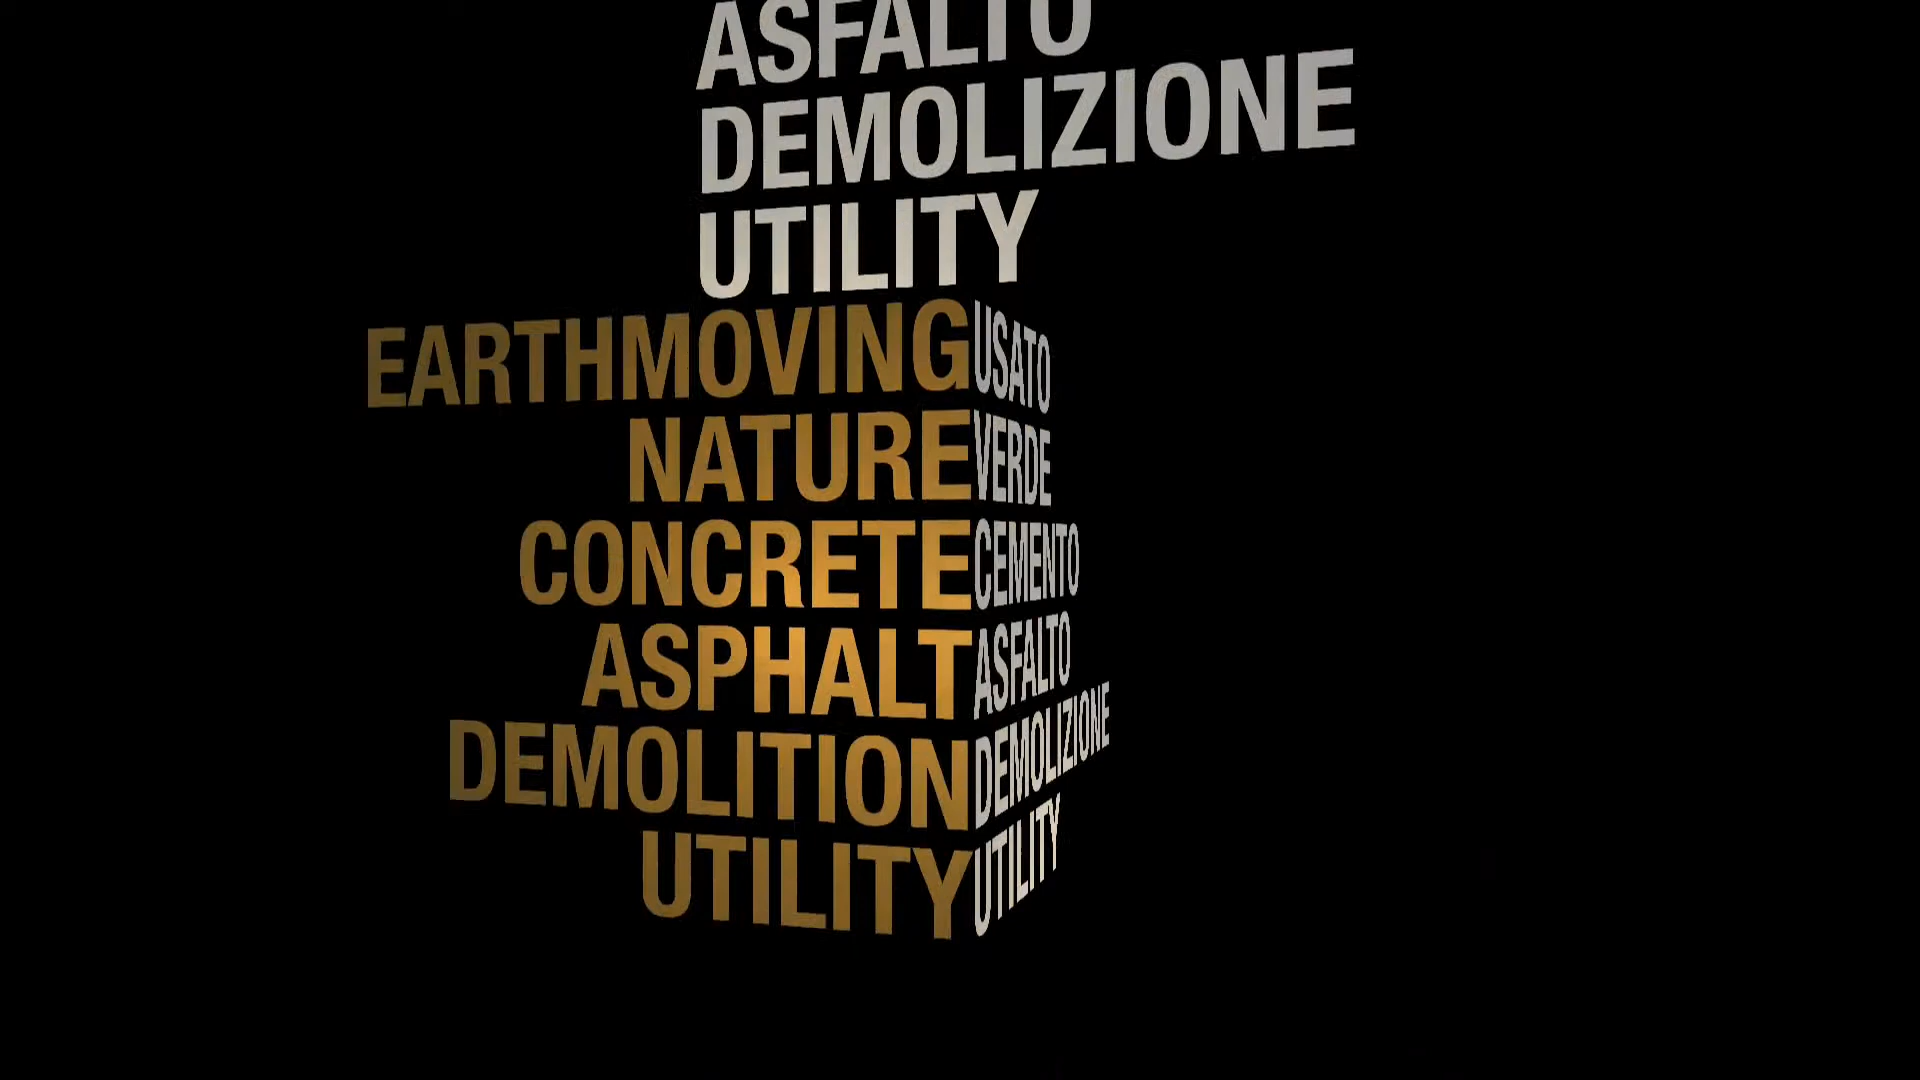 ASFALTO
DEMOLIZIONE
UTILITY
EARTHMOVING USATO
NATURE VERDE
CONCRETE CEMENTO
ASPHALT ASFALTO
DEMOLITION DEMOLIZIONE
UTILITY UTILITY